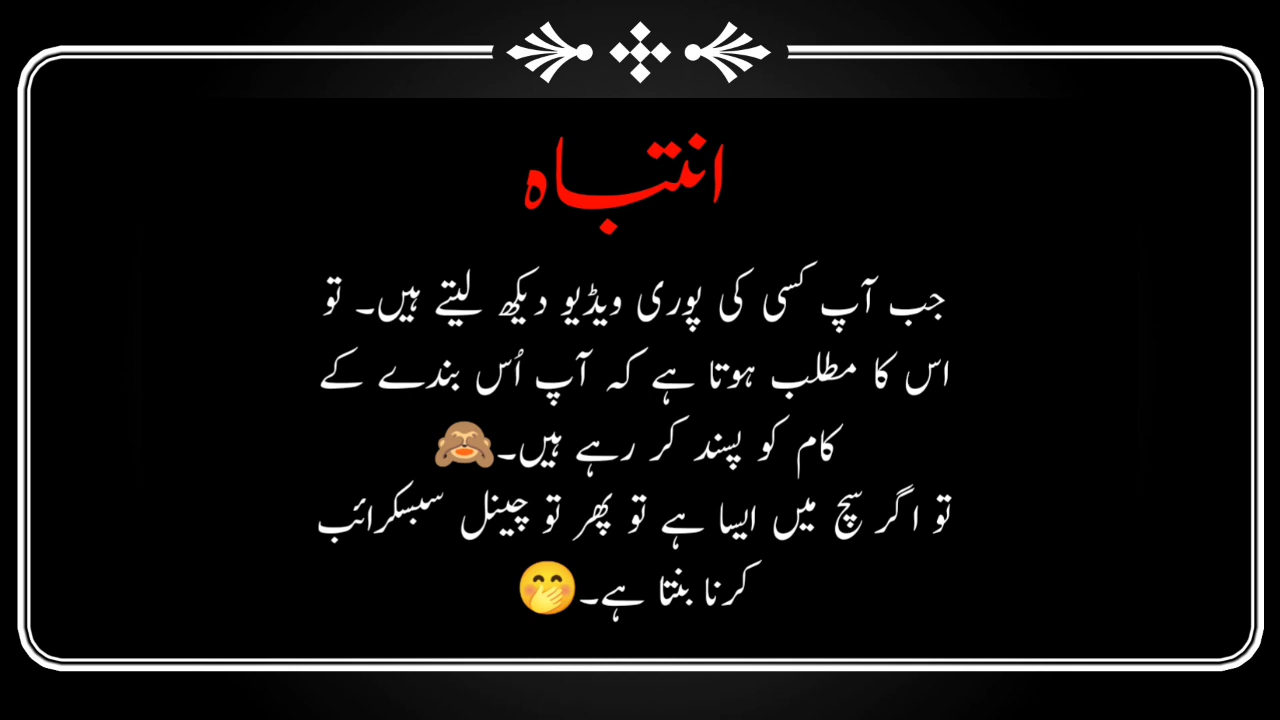 انتباہ
جب آپ کسی کی پوری ویڈیو دیکھ لیتے ہیں۔ تو
اس کا مطلب ہوتا ہے کہ آپ اُس بندے کے
کام کو پسند کر رہے ہیں۔🙈
تو اگر سچ میں ایسا ہے تو پھر تو چینل سبسکرائب
کرنا بنتا ہے۔🤭